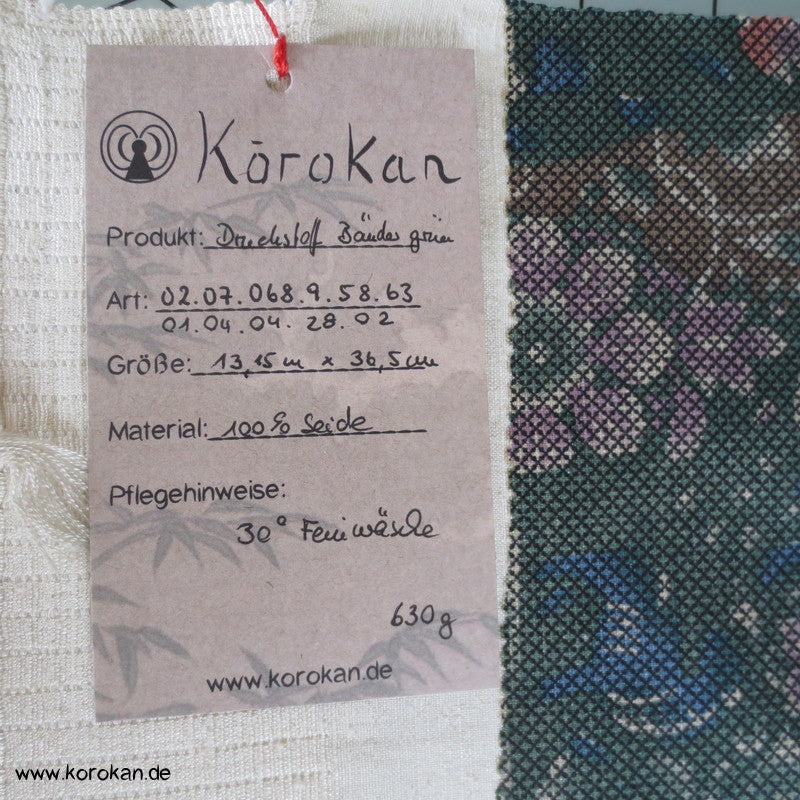 Kōrokan
Produkt: Druckstoff Bänder grün
Art: 02.07.068.9.58.63
01.04.04. 28.02
Größe: 13,15 m x 36,5 cm
Material: 100% Seide
Pflegehinweise:
30° Feinwäsche
630g
www.korokan.de
www.korokan.de